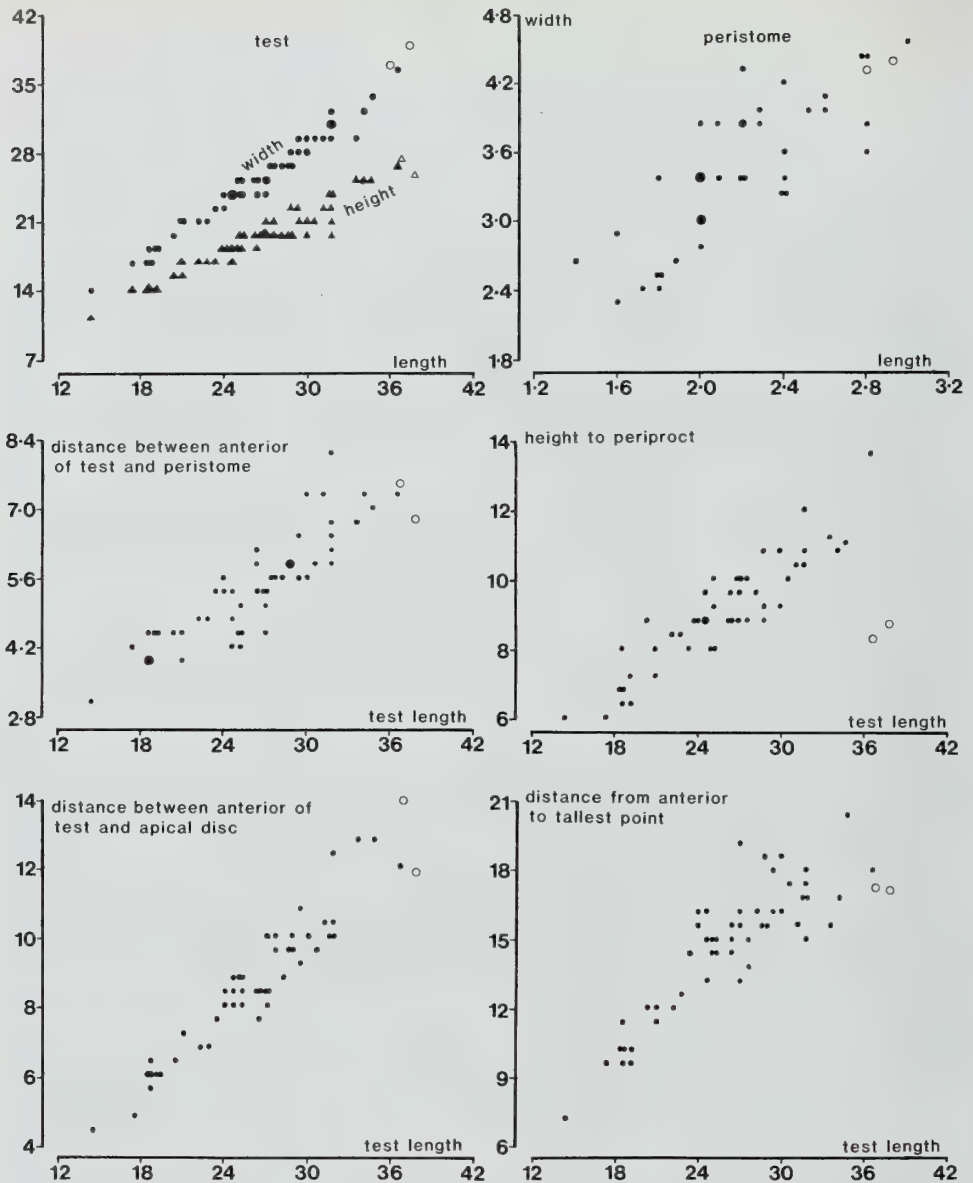 42
35
28
21
14
7
test
width
height
length
12 18 24 30 36 42
4·8
4·2
3·6
3·0
2·4
1·8
width
peristome
length
1·2 1·6 2·0 2·4 2·8 3·2
8·4
7·0
5·6
4·2
2·8
distance between anterior
of test and peristome
test length
12 18 24 30 36 42
14
12
10
8
6
height to periproct
test length
12 18 24 30 36 42
14
12
10
8
6
4
distance between anterior of
test and apical disc
test length
12 18 24 30 36 42
21
18
15
12
9
6
distance from anterior
to tallest point
test length
12 18 24 30 36 42